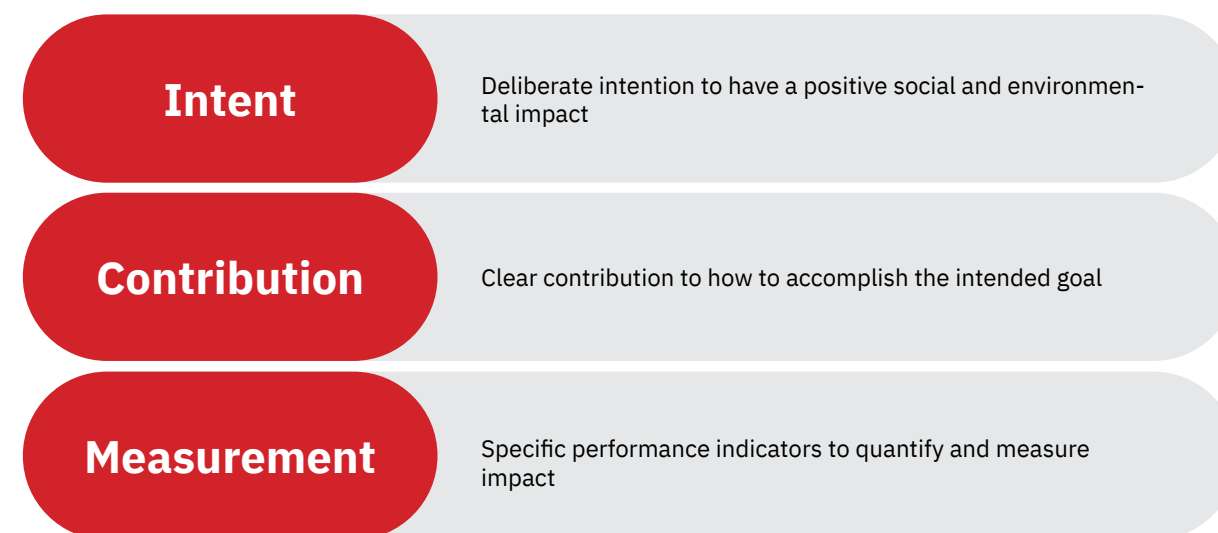 Intent
Deliberate intention to have a positive social and environmen-
tal impact
Contribution
Clear contribution to how to accomplish the intended goal
Measurement
Specific performance indicators to quantify and measure
impact